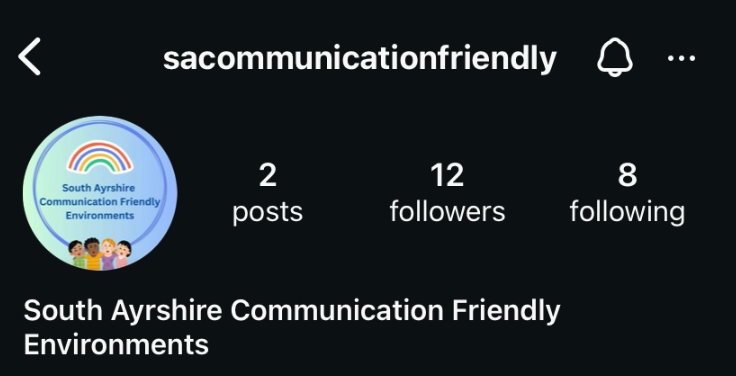 sacommunicationfriendly
South Ayrshire
Communication Friendly
Environments
2 12 8
posts followers following
South Ayrshire Communication Friendly
Environments